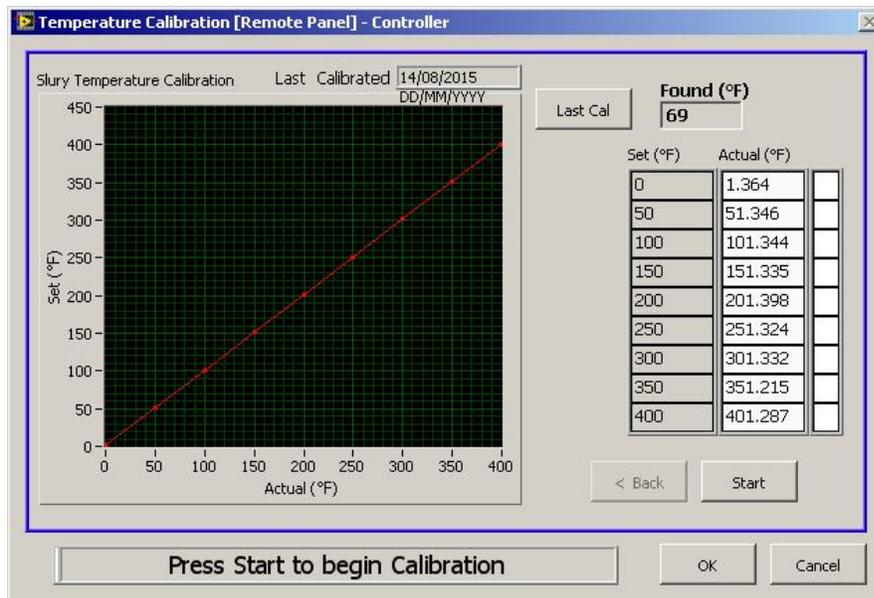 Temperature Calibration [Remote Panel] - Controller
Slury Temperature Calibration
Last Calibrated 14/08/2015
DD/MM/YYYY
Last Cal
Found (°F)
69
Set (°F) Actual (°F)
0 1.364
50 51.346
100 101.344
150 151.335
200 201.398
250 251.324
300 301.332
350 351.215
400 401.287
450
400
350
300
250
200
150
100
50
0
Set (°F)
0 50 100 150 200 250 300 350 400
Actual (°F)
< Back Start
Press Start to begin Calibration
OK Cancel